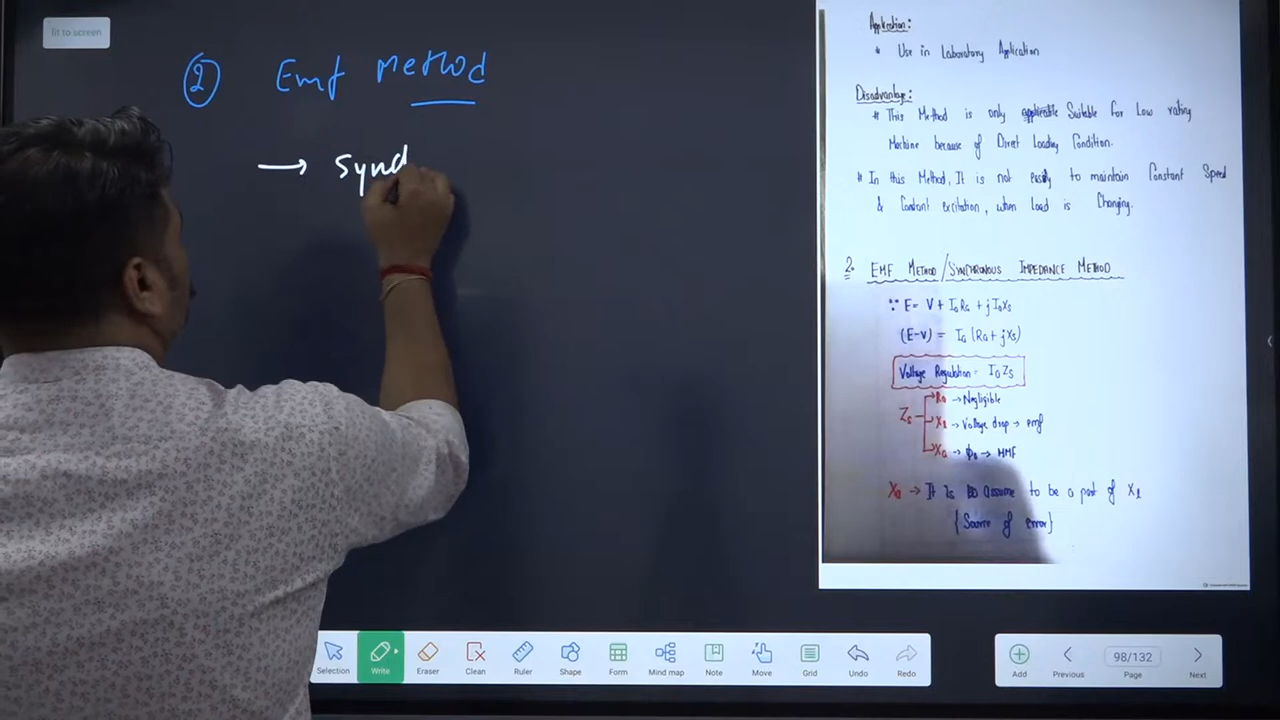 fit to screen
② Emf Method
→ Synch
Application:
* Use in Laboratory Application
Disadvantage:
* This Method is only applicable Suitable for Low rating
Machine because of Direct Loading Condition.
* In this Method, It is not easily to maintain Constant Speed
& Constant excitation, when Load is Changing.
2. EMF METHOD/SYNCHRONOUS IMPEDANCE METHOD
∵ E = V + IaRa + jIaXs
(E-V) = Ia (Ra + jXs)
Voltage Regulation = IaZs
Zs
Ra → Negligible
Xl → Voltage drop → emf
Xa → φa → MMF
Xa → It is assume to be a part of Xl
{Source of error}
Selection Write Eraser Clean Ruler Shape Form Mind map Note Move Grid Undo Redo
Add Previous 98/132 Page Next